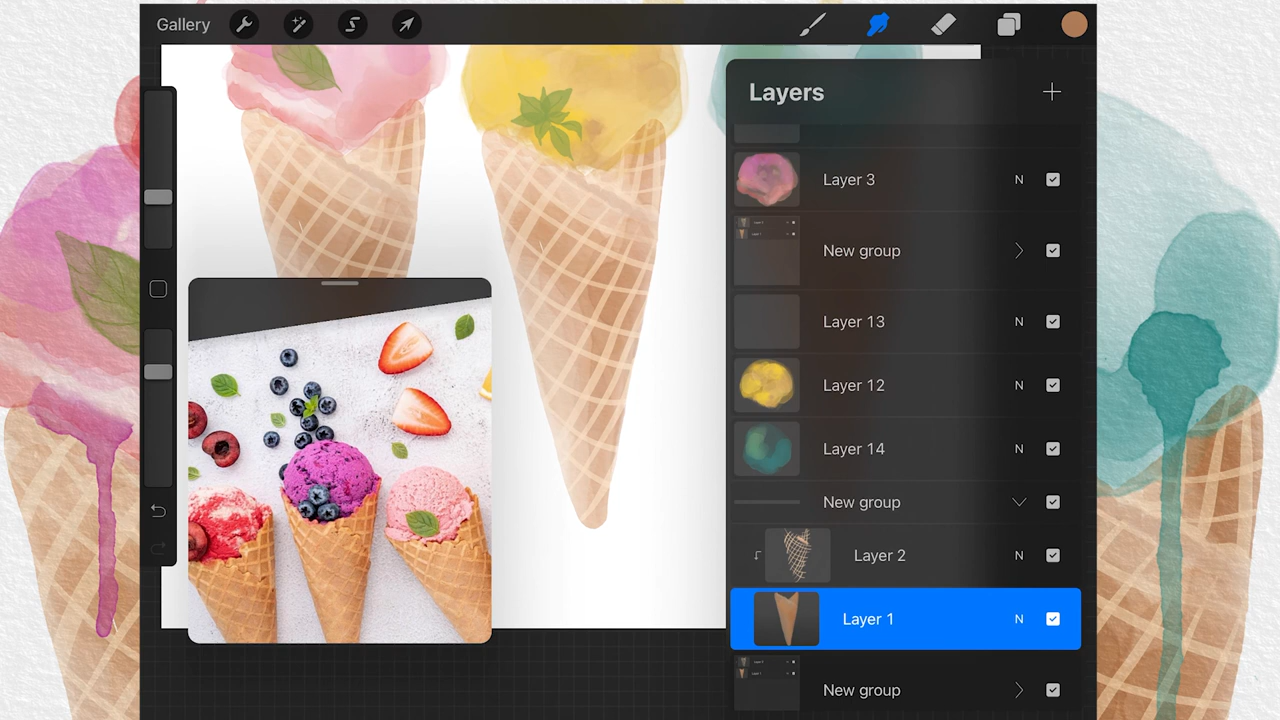 Gallery
Layers
Layer 3 N
New group
Layer 13 N
Layer 12 N
Layer 14 N
New group
Layer 2 N
Layer 1 N
New group